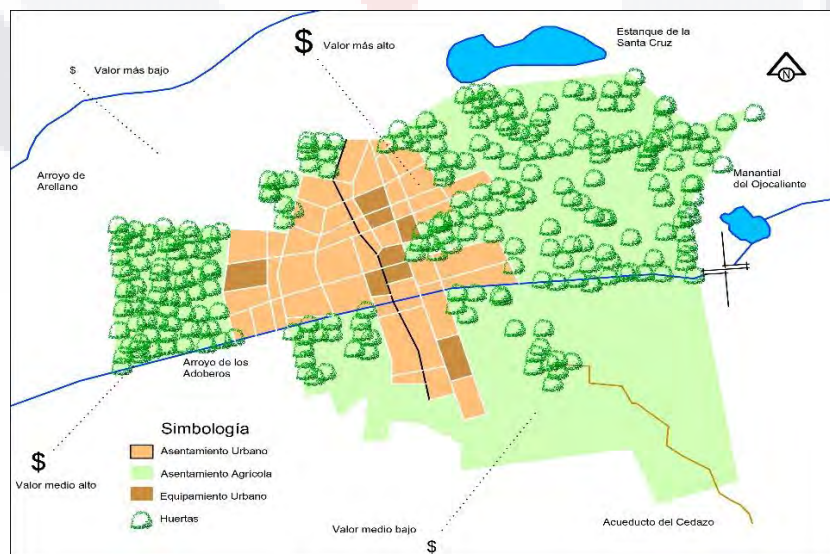 Estanque de la
Santa Cruz
$ Valor más alto
$ Valor más bajo
N
Arroyo de
Arellano
Manantial
del Ojocaliente
Arroyo de los
Adoberos
$
Valor medio alto
Simbología
Asentamiento Urbano
Asentamiento Agrícola
Equipamiento Urbano
Huertas
Valor medio bajo
$
Acueducto del Cedazo